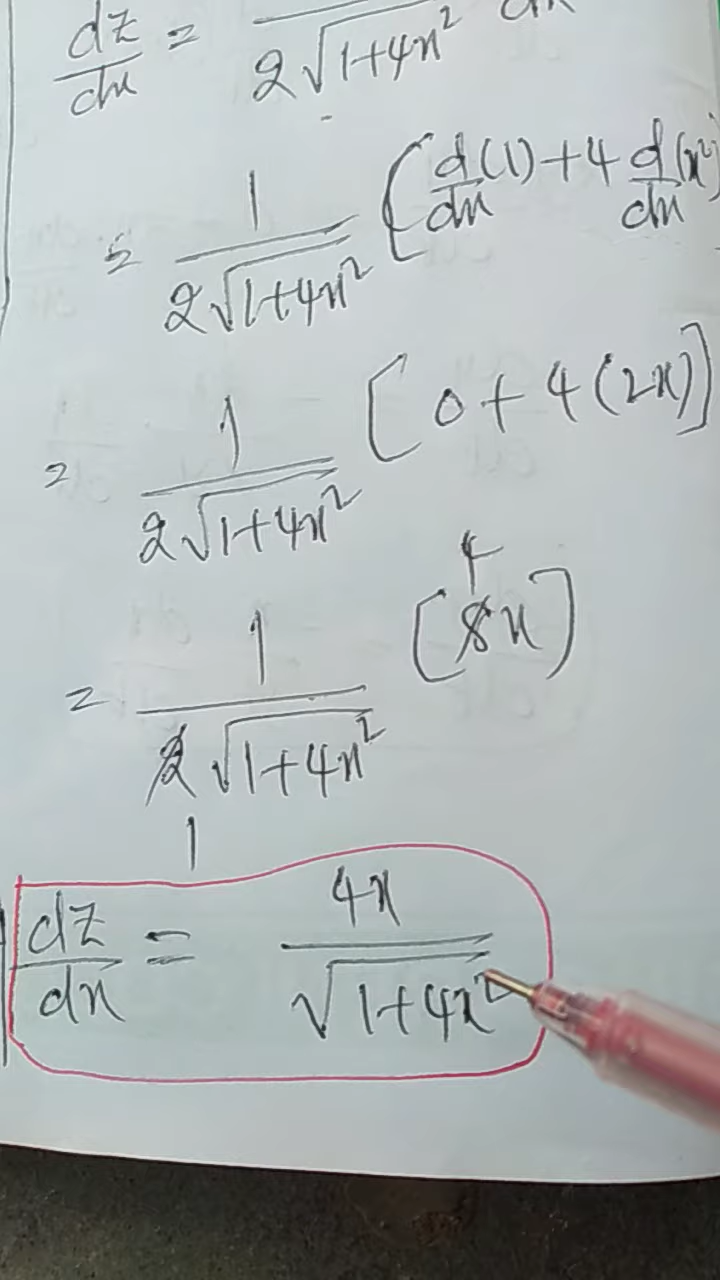 dz/dx = 2√1+4x²
= 1/2√1+4x² (d/dx (1) + 4 d/dx (x²)
= 1/2√1+4x² [0 + 4 (2x)]
= 1/2√1+4x² [8x] 4
1
dz/dx = 4x/√1+4x²